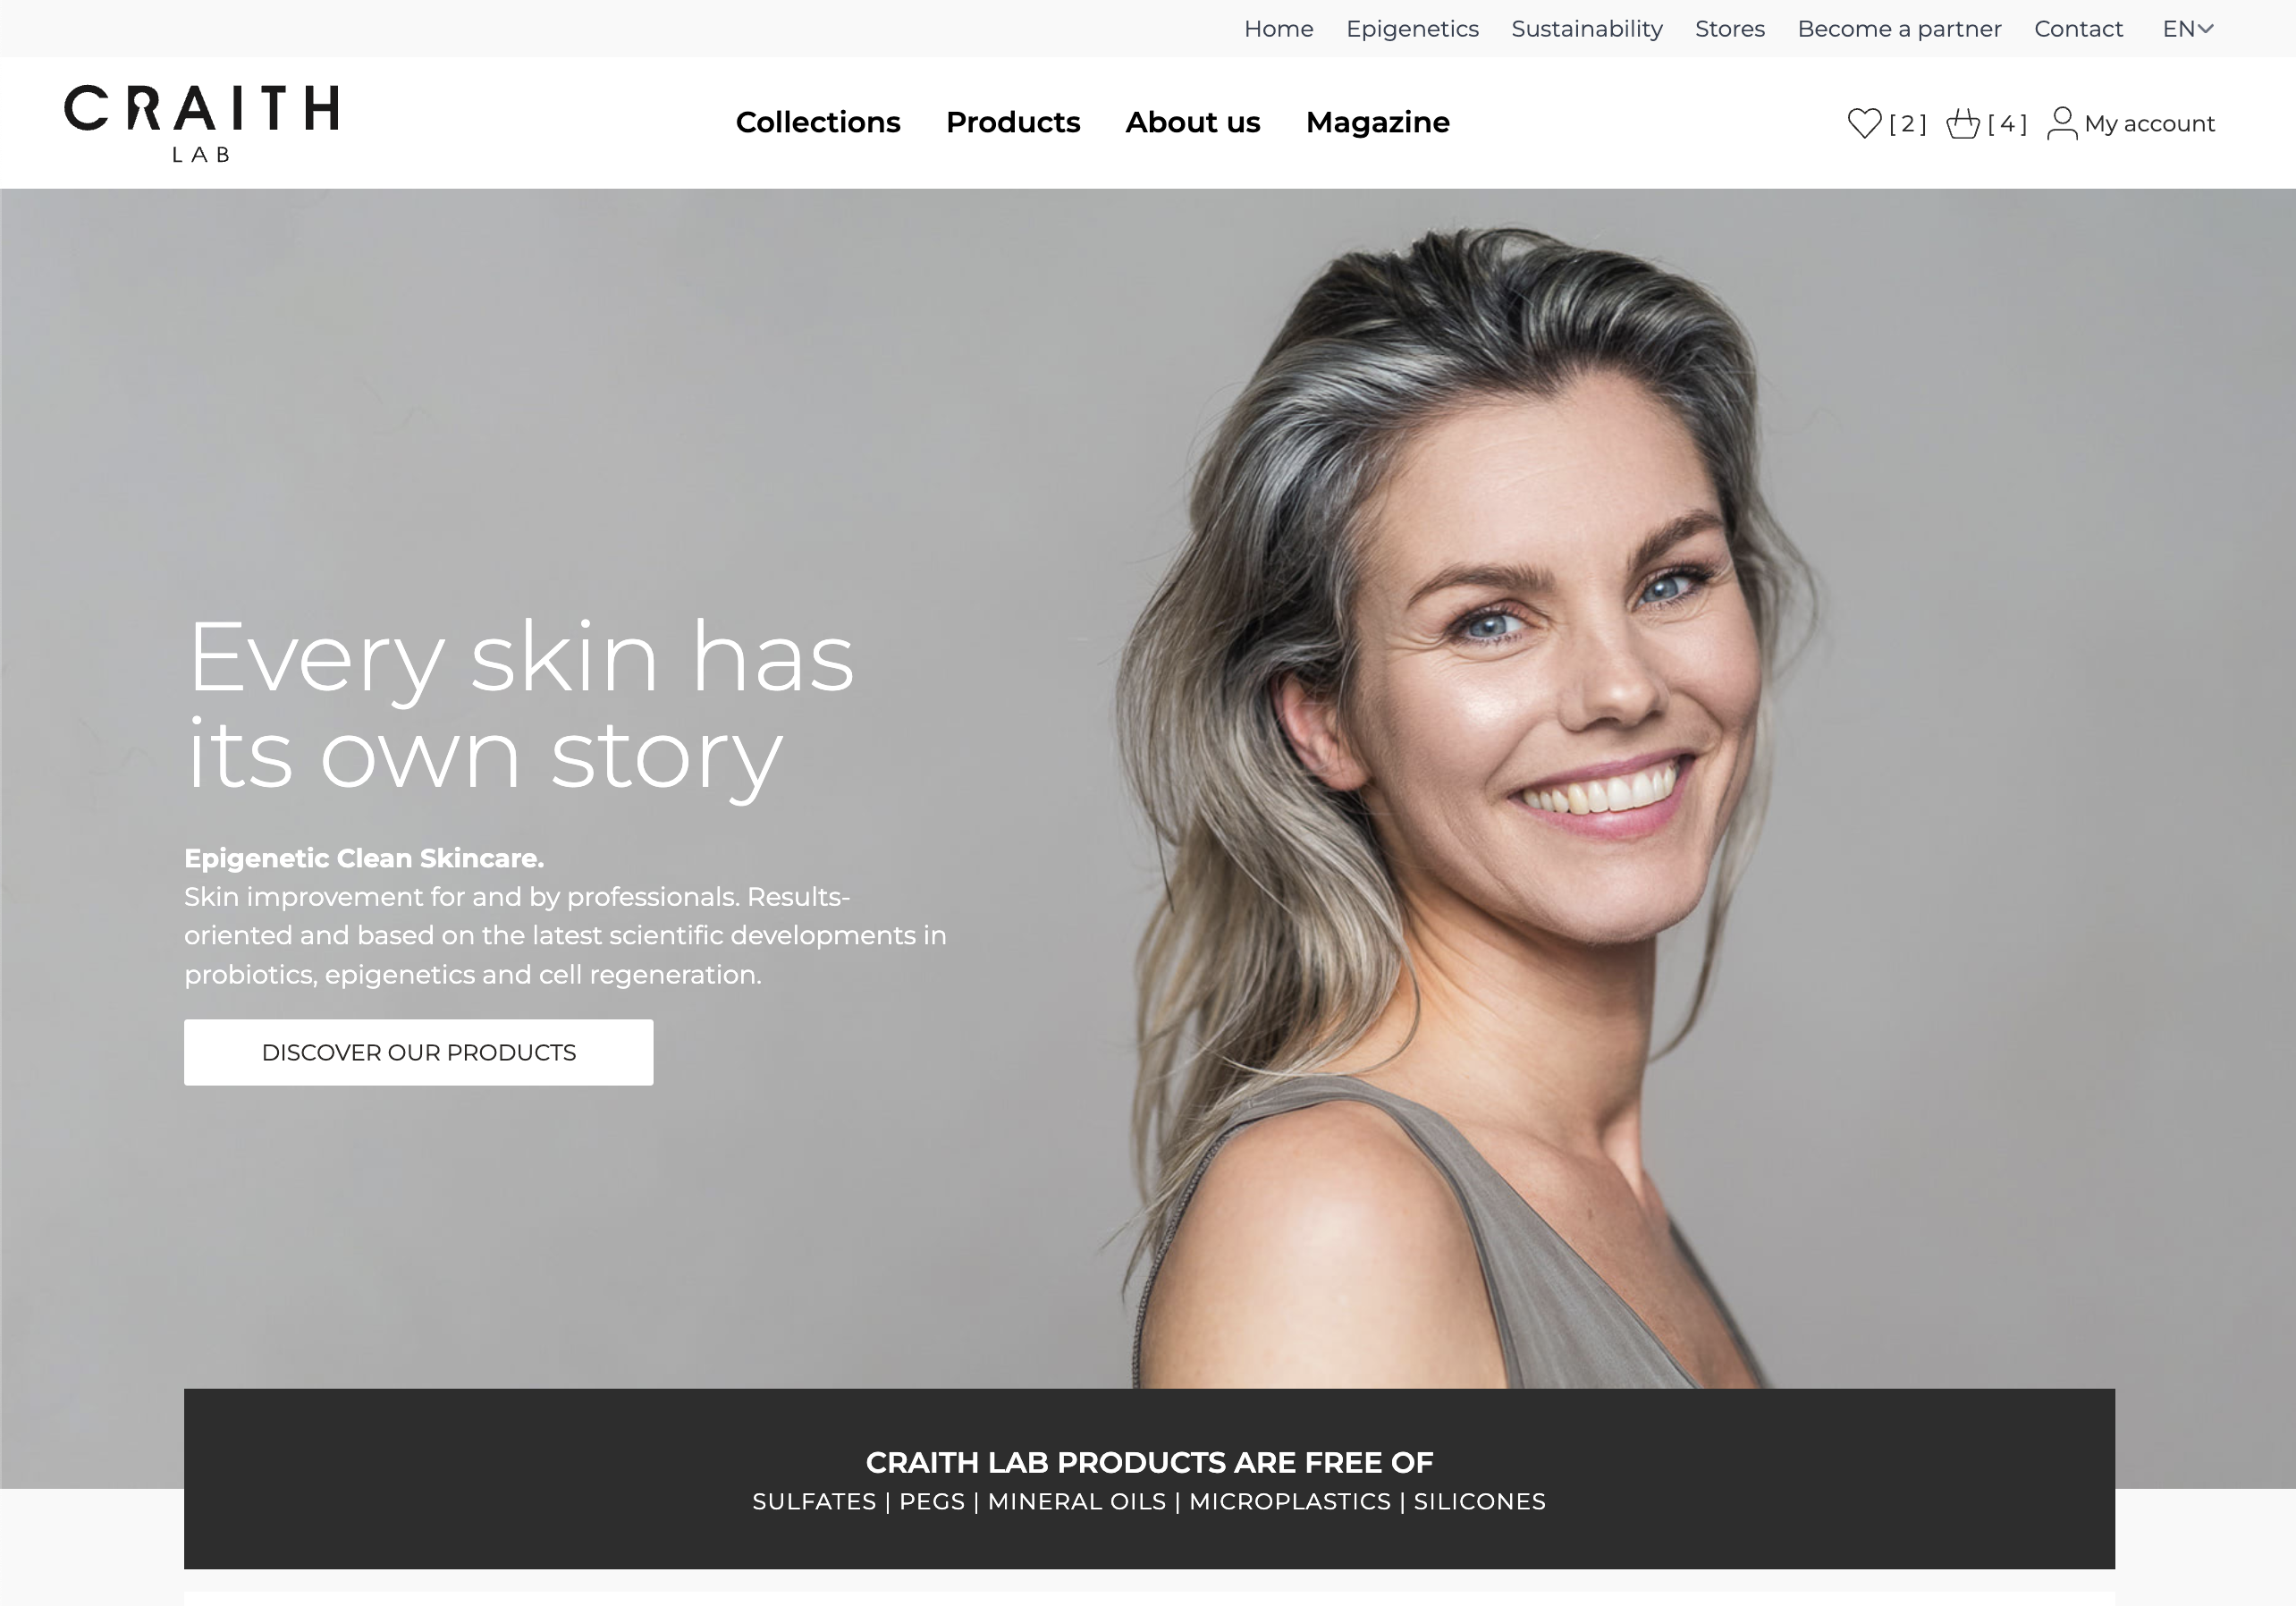 Home Epigenetics Sustainability Stores Become a partner Contact EN
CRAITH
LAB
Collections Products About us Magazine
[ 2 ] [ 4 ] My account
Every skin has
its own story
Epigenetic Clean Skincare.
Skin improvement for and by professionals. Results-
oriented and based on the latest scientific developments in
probiotics, epigenetics and cell regeneration.
DISCOVER OUR PRODUCTS
CRAITH LAB PRODUCTS ARE FREE OF
SULFATES | PEGS | MINERAL OILS | MICROPLASTICS | SILICONES